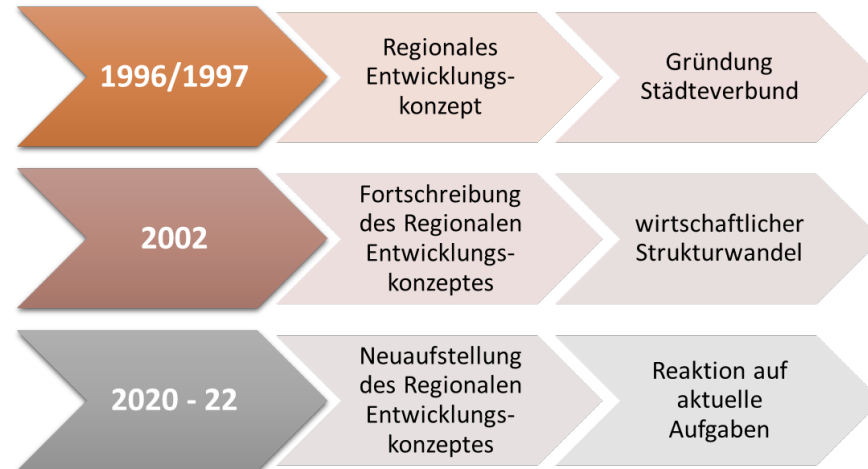 1996/1997
Regionales
Entwicklungs-
konzept
Gründung
Städteverbund
2002
Fortschreibung
des Regionalen
Entwicklungs-
konzeptes
wirtschaftlicher
Strukturwandel
2020 - 22
Neuaufstellung
des Regionalen
Entwicklungs-
konzeptes
Reaktion auf
aktuelle
Aufgaben